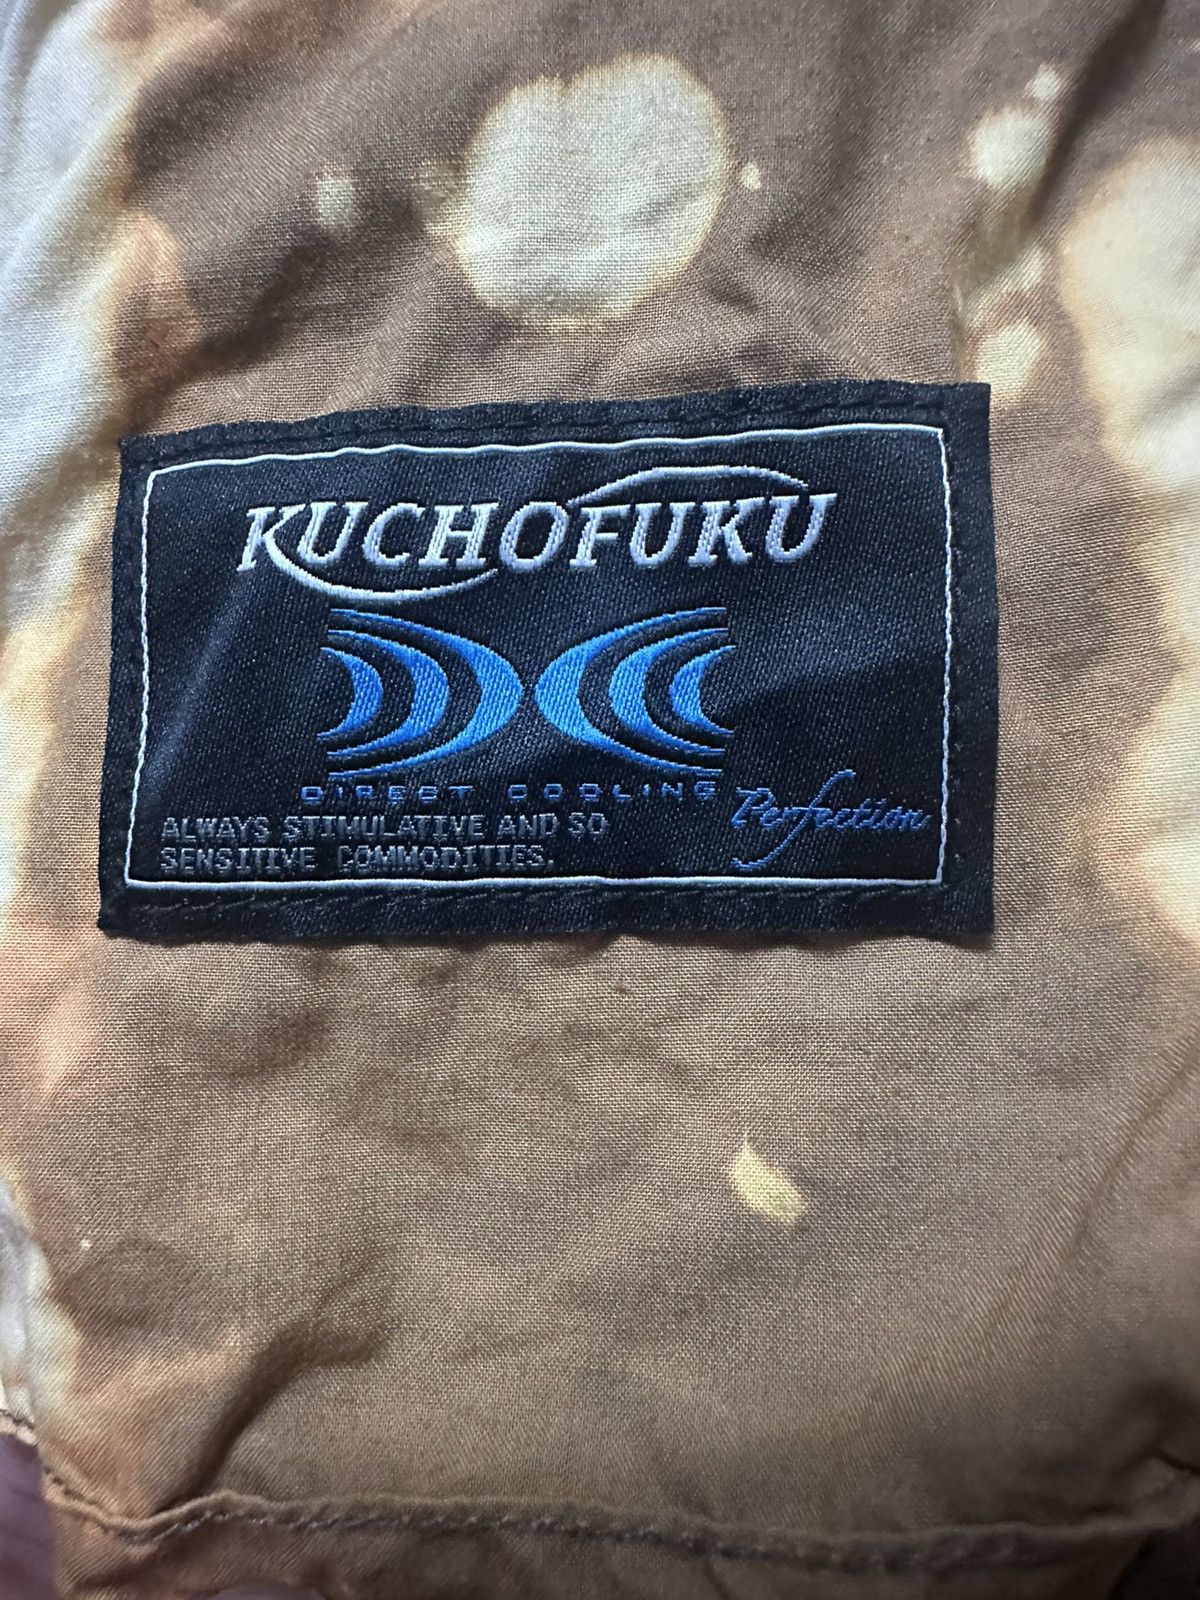 KUCHOFUKU
DIRECT COOLING
Perfection
ALWAYS STIMULATIVE AND SO
SENSITIVE COMMODITIES.